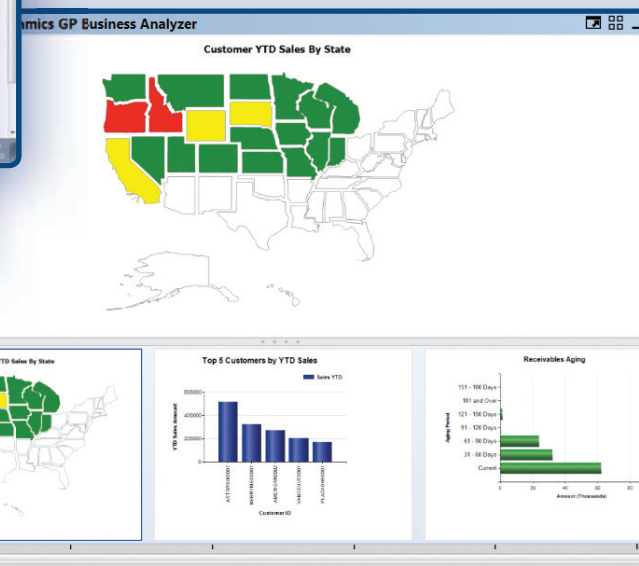 amics GP Business Analyzer
Customer YTD Sales By State
YTD Sales By State
Top 5 Customers by YTD Sales
Sales YTD
YTD Sales Amount
600000
400000
200000
0
Customer ID
Receivables Aging
Aging Period
151 - 180 Days
181 and Over
121 - 150 Days
91 - 120 Days
61 - 90 Days
31 - 60 Days
Current
0 20 40 60 80
Amount (Thousands)